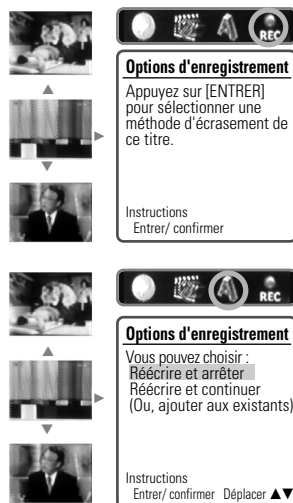 REC
Options d'enregistrement
Appuyez sur [ENTRER]
pour sélectionner une
méthode d'écrasement de
ce titre.
Instructions
Entrer/ confirmer
REC
Options d'enregistrement
Vous pouvez choisir :
Réécrire et arrêter
Réécrire et continuer
(Ou, ajouter aux existants)
Instructions
Entrer/ confirmer Déplacer ▲▼